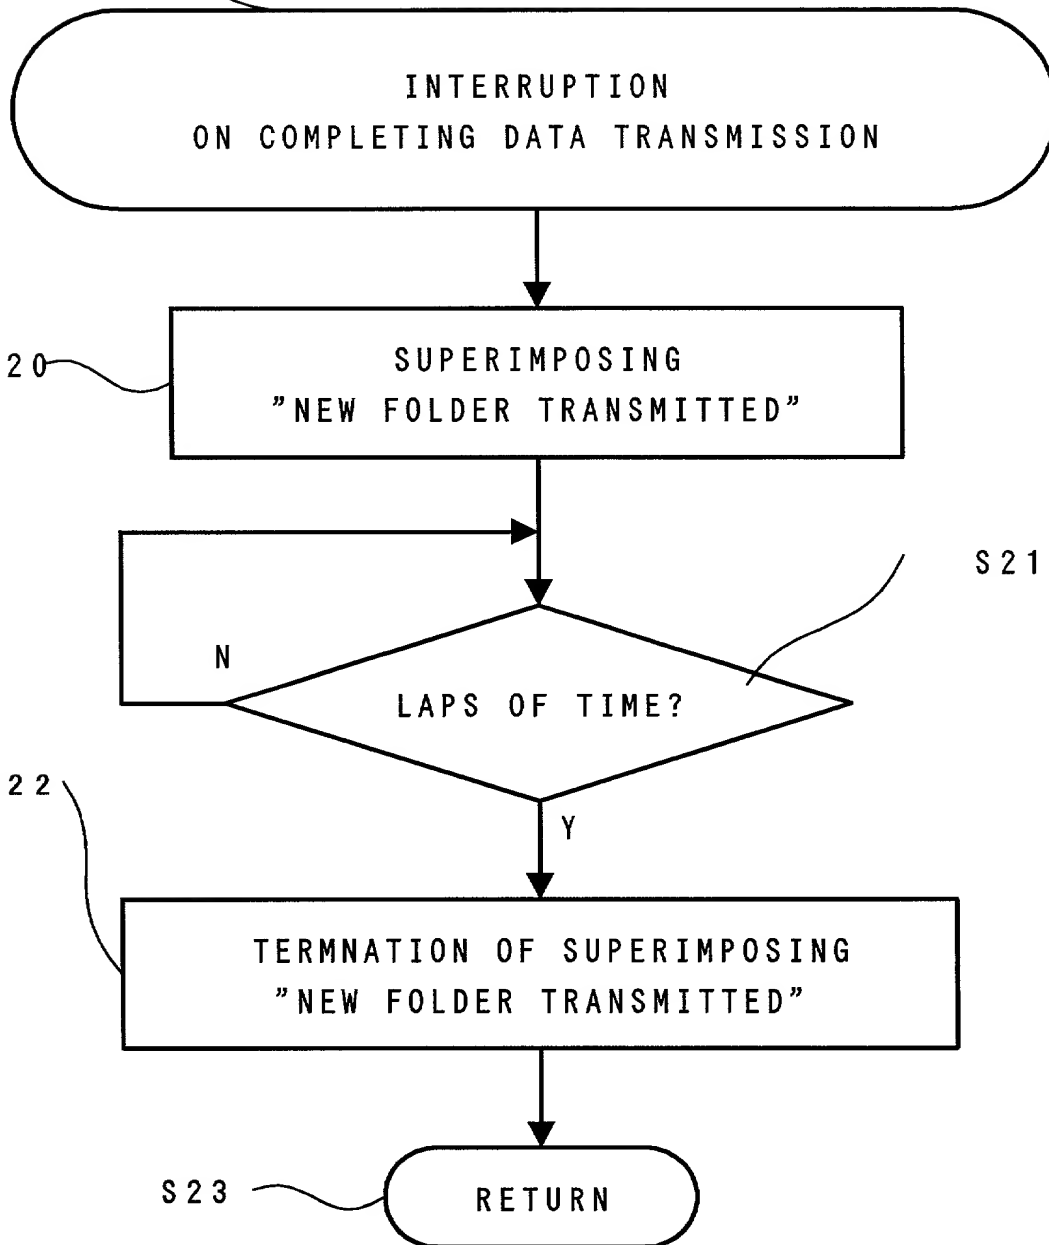 INTERRUPTION
ON COMPLETING DATA TRANSMISSION
20
SUPERIMPOSING
"NEW FOLDER TRANSMITTED"
S21
N
LAPS OF TIME?
22
Y
TERMNATION OF SUPERIMPOSING
"NEW FOLDER TRANSMITTED"
S23
RETURN